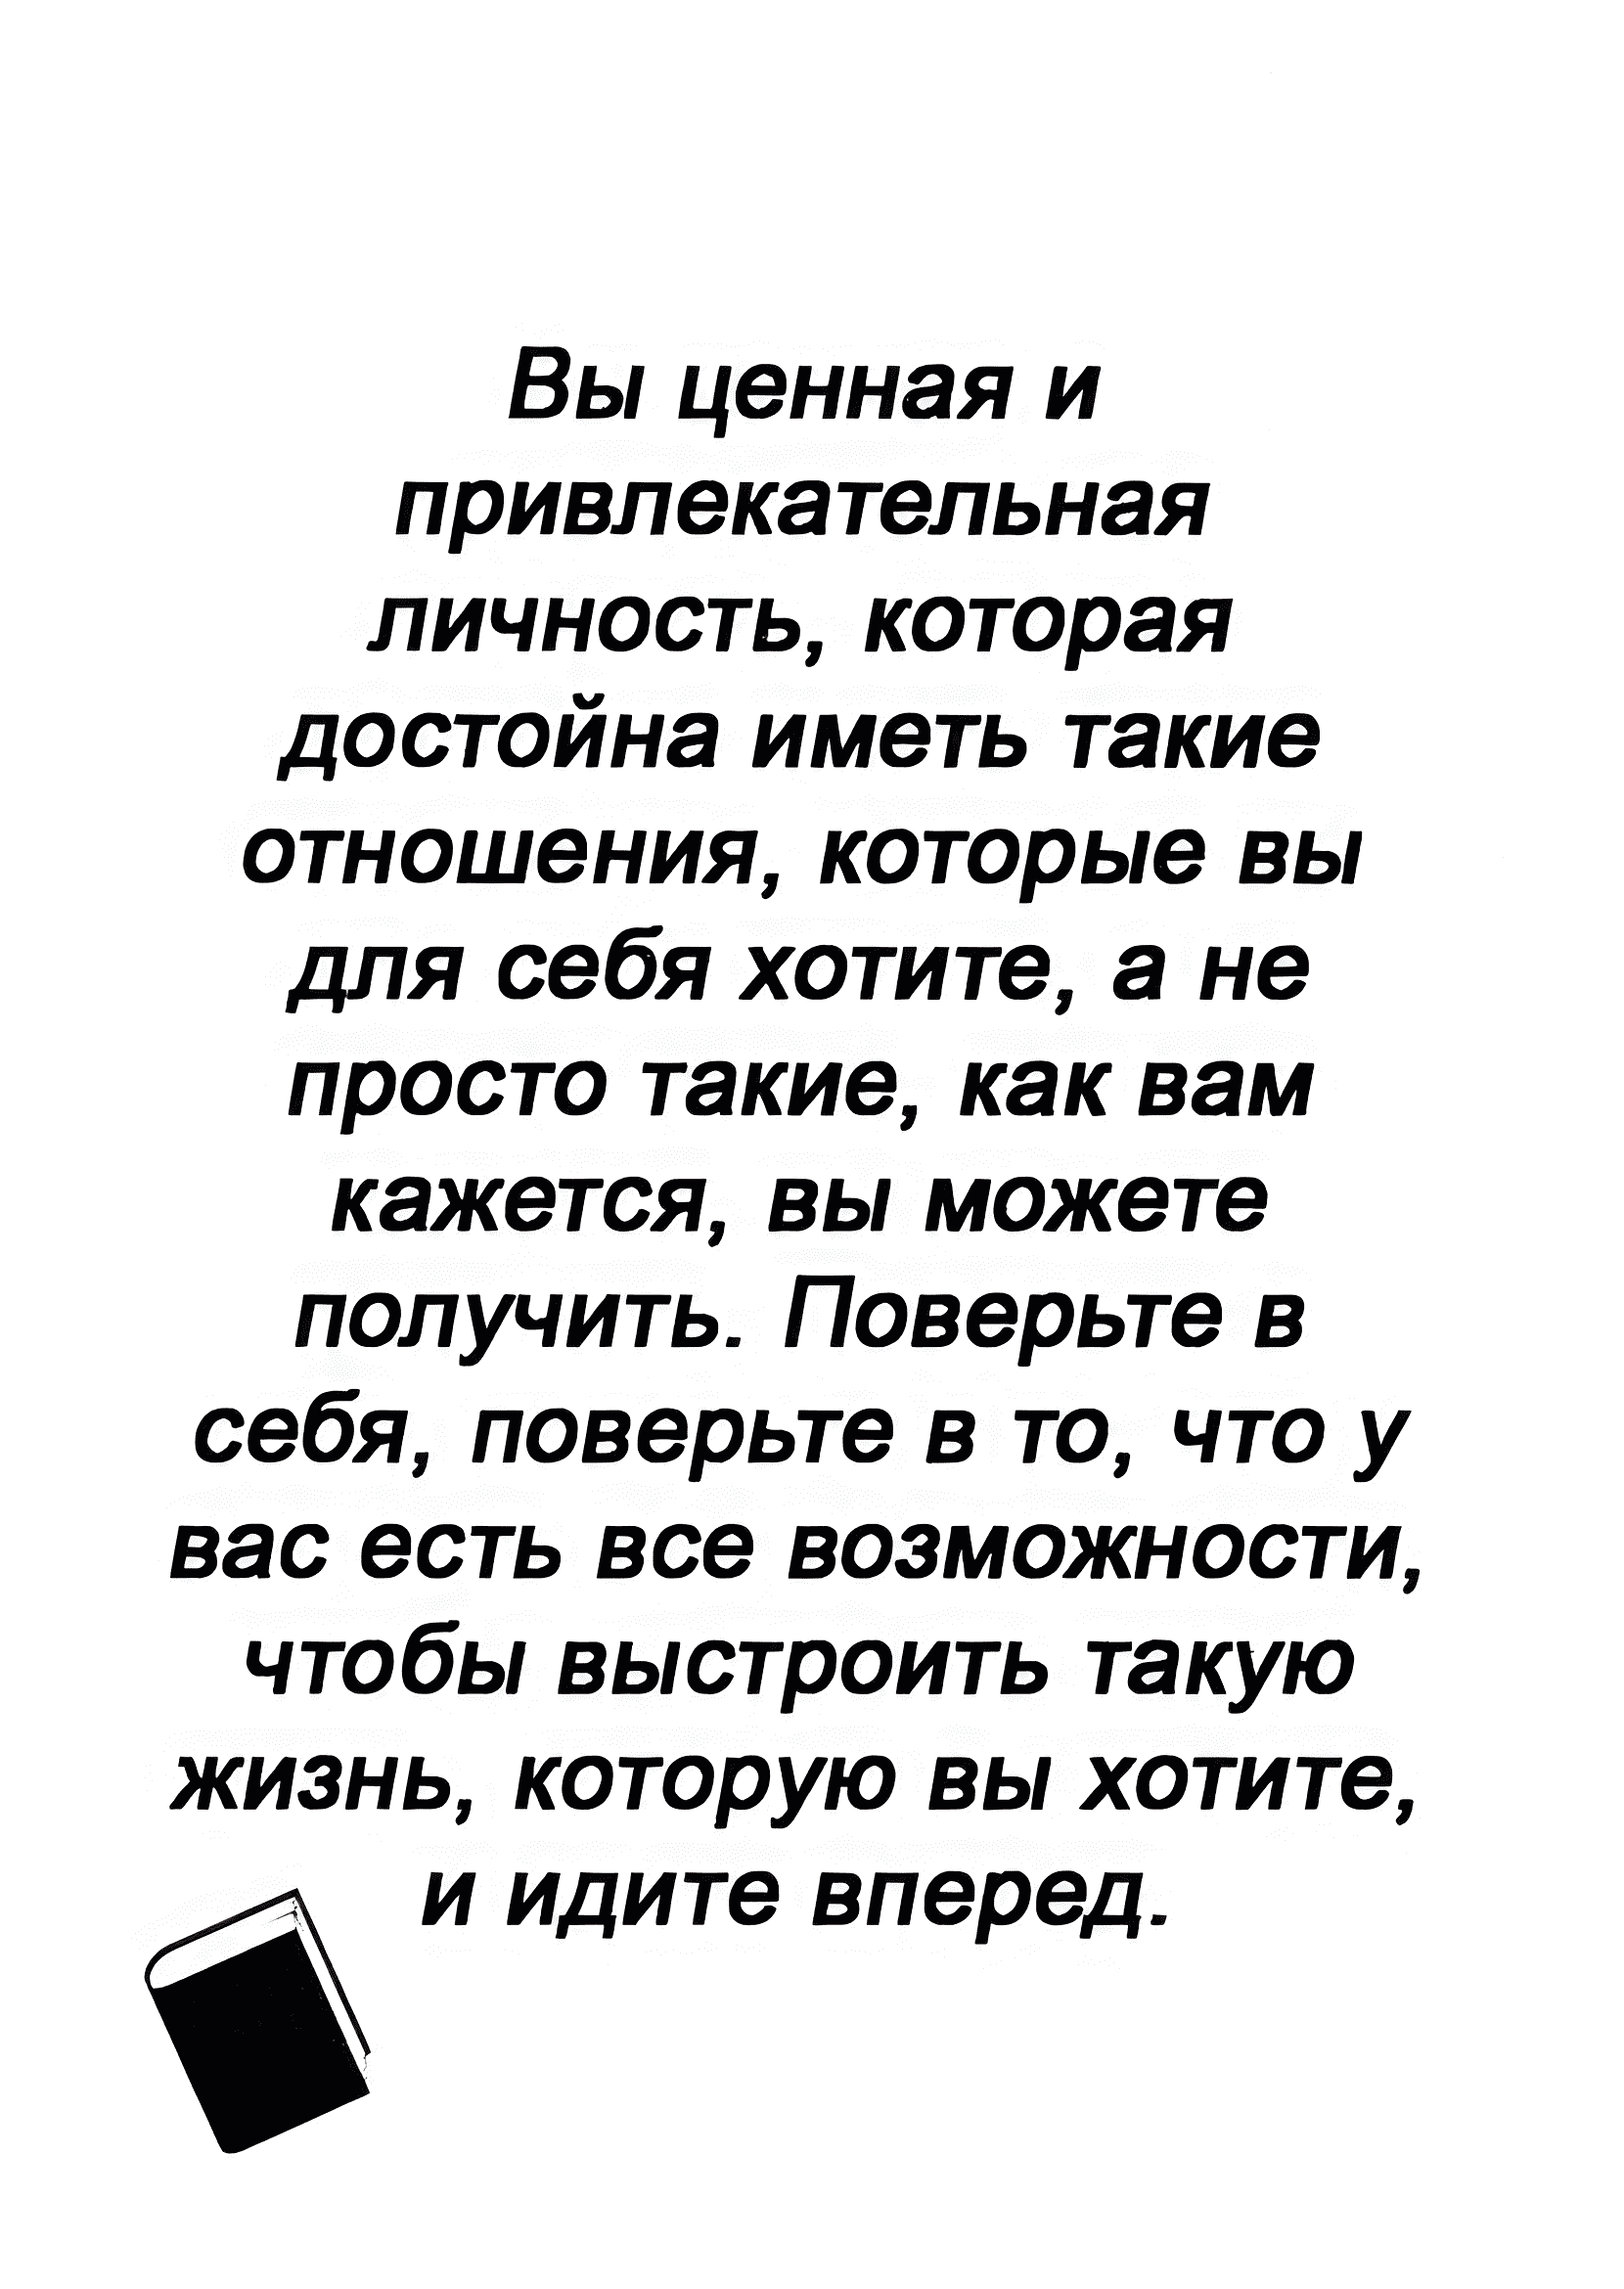 Вы ценная и
привлекательная
личность, которая
достойна иметь такие
отношения, которые вы
для себя хотите, а не
просто такие, как вам
кажется, вы можете
получить. Поверьте в
себя, поверьте в то, что у
вас есть все возможности,
чтобы выстроить такую
жизнь, которую вы хотите,
и идите вперед.